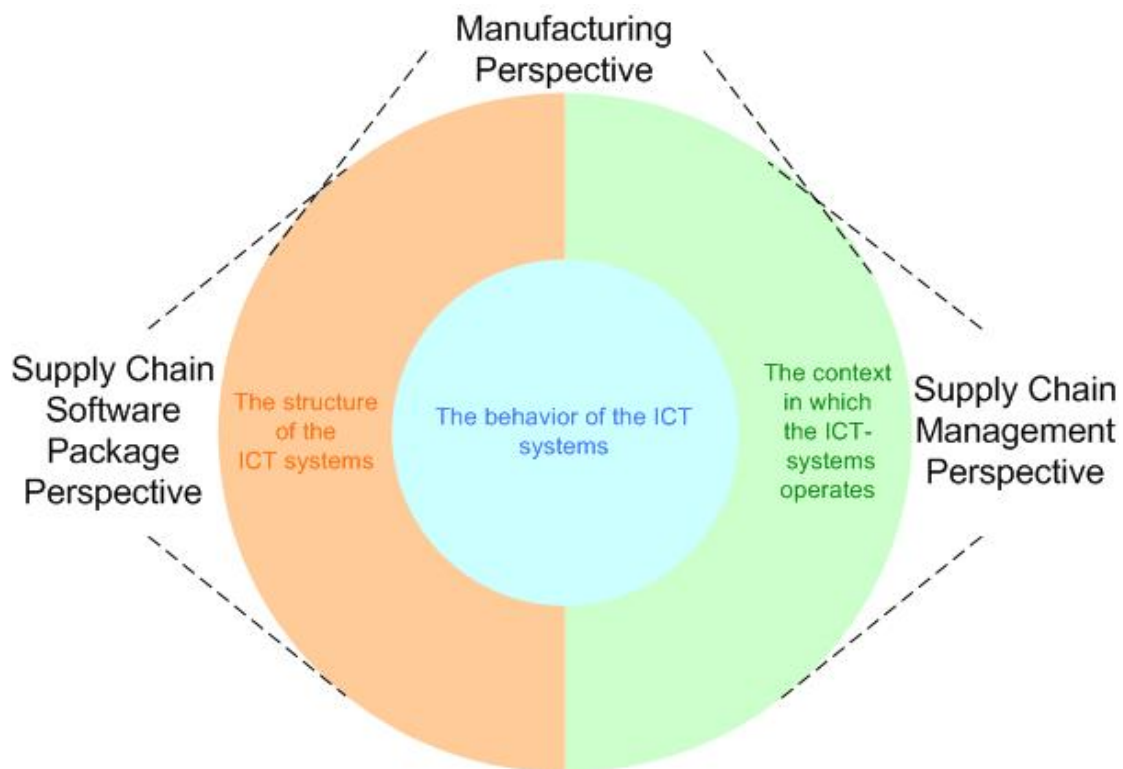 Manufacturing
Perspective
Supply Chain
Software
Package
Perspective
The structure
of the
ICT systems
The behavior of the ICT
systems
The context
in which
the ICT-
systems
operates
Supply Chain
Management
Perspective